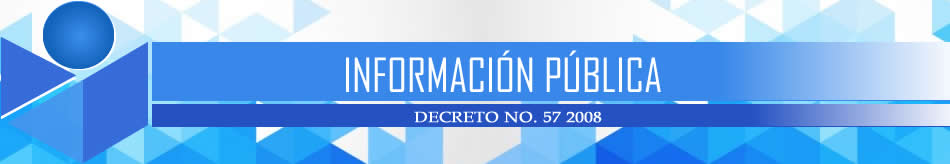 INFORMACIÓN PÚBLICA
DECRETO NO. 57 2008